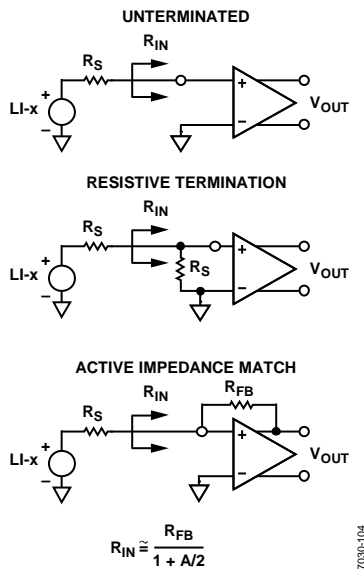 UNTERMINATED
RIN
RS
LI-x
+
–
+
–
VOUT
RESISTIVE TERMINATION
RIN
RS
LI-x
+
–
RS
+
–
VOUT
ACTIVE IMPEDANCE MATCH
RIN
RFB
RS
LI-x
+
–
+
–
VOUT
RIN ≅ RFB
1 + A/2
7030-104